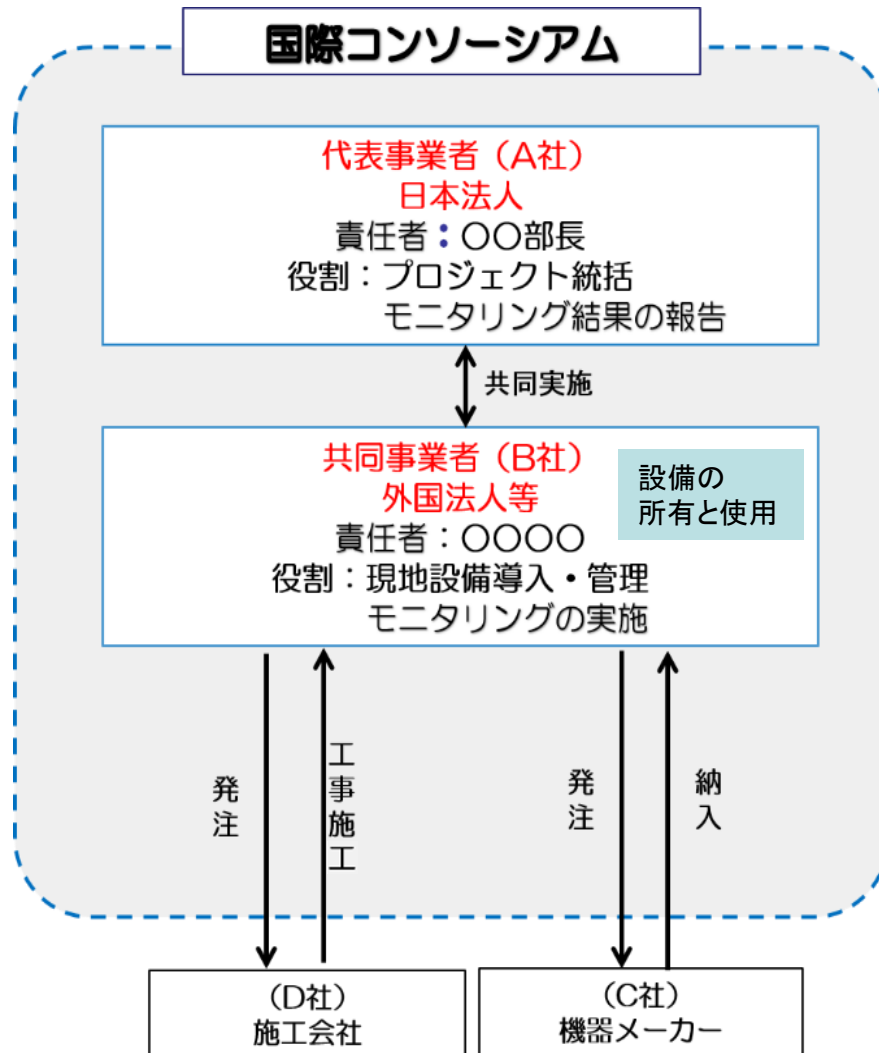 国際コンソーシアム
代表事業者（A社）
日本法人
責任者：〇〇部長
役割：プロジェクト統括
モニタリング結果の報告
共同実施
共同事業者（B社）
外国法人等
責任者：〇〇〇〇
役割：現地設備導入・管理
モニタリングの実施
設備の
所有と使用
発注
工事施工
発注
納入
（D社）
施工会社
（C社）
機器メーカー